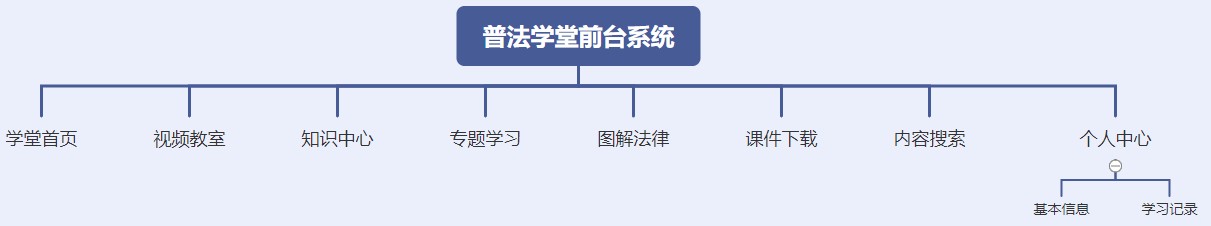 普法学堂前台系统
学堂首页 视频教室 知识中心 专题学习 图解法律 课件下载 内容搜索 个人中心
基本信息 学习记录